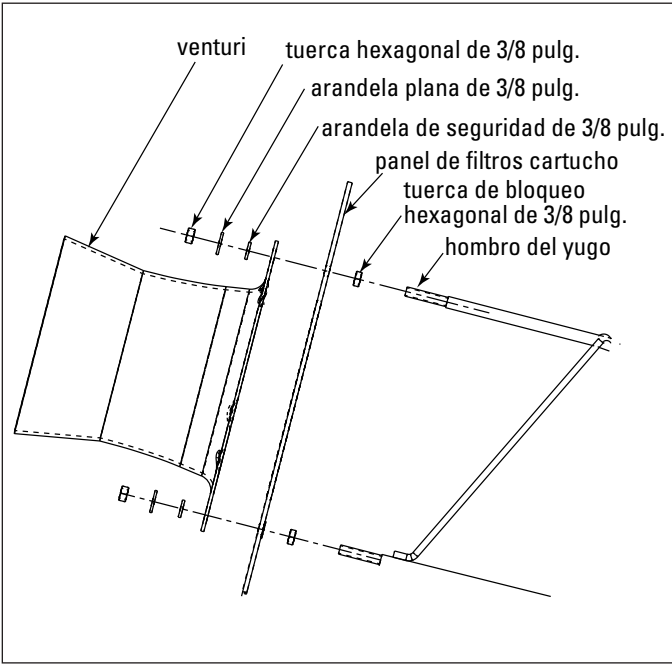 venturi
tuerca hexagonal de 3/8 pulg.
arandela plana de 3/8 pulg.
arandela de seguridad de 3/8 pulg.
panel de filtros cartucho
tuerca de bloqueo
hexagonal de 3/8 pulg.
hombro del yugo